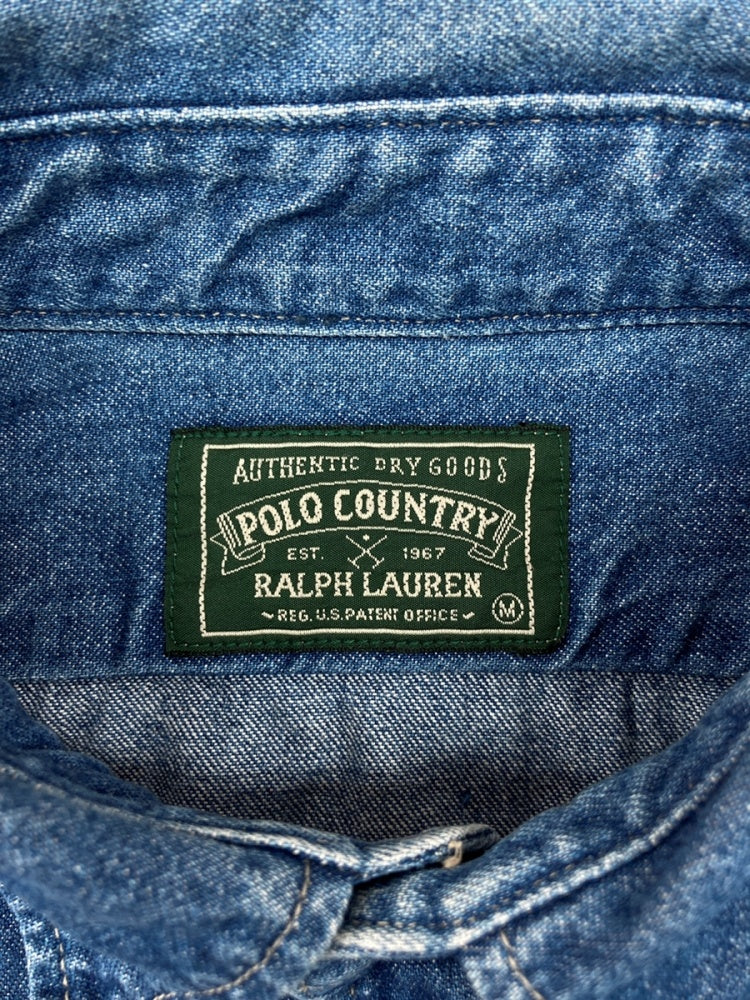 AUTHENTIC DRY GOODS
POLO COUNTRY
EST. 1967
RALPH LAUREN
~REG. U.S. PATENT OFFICE~ M